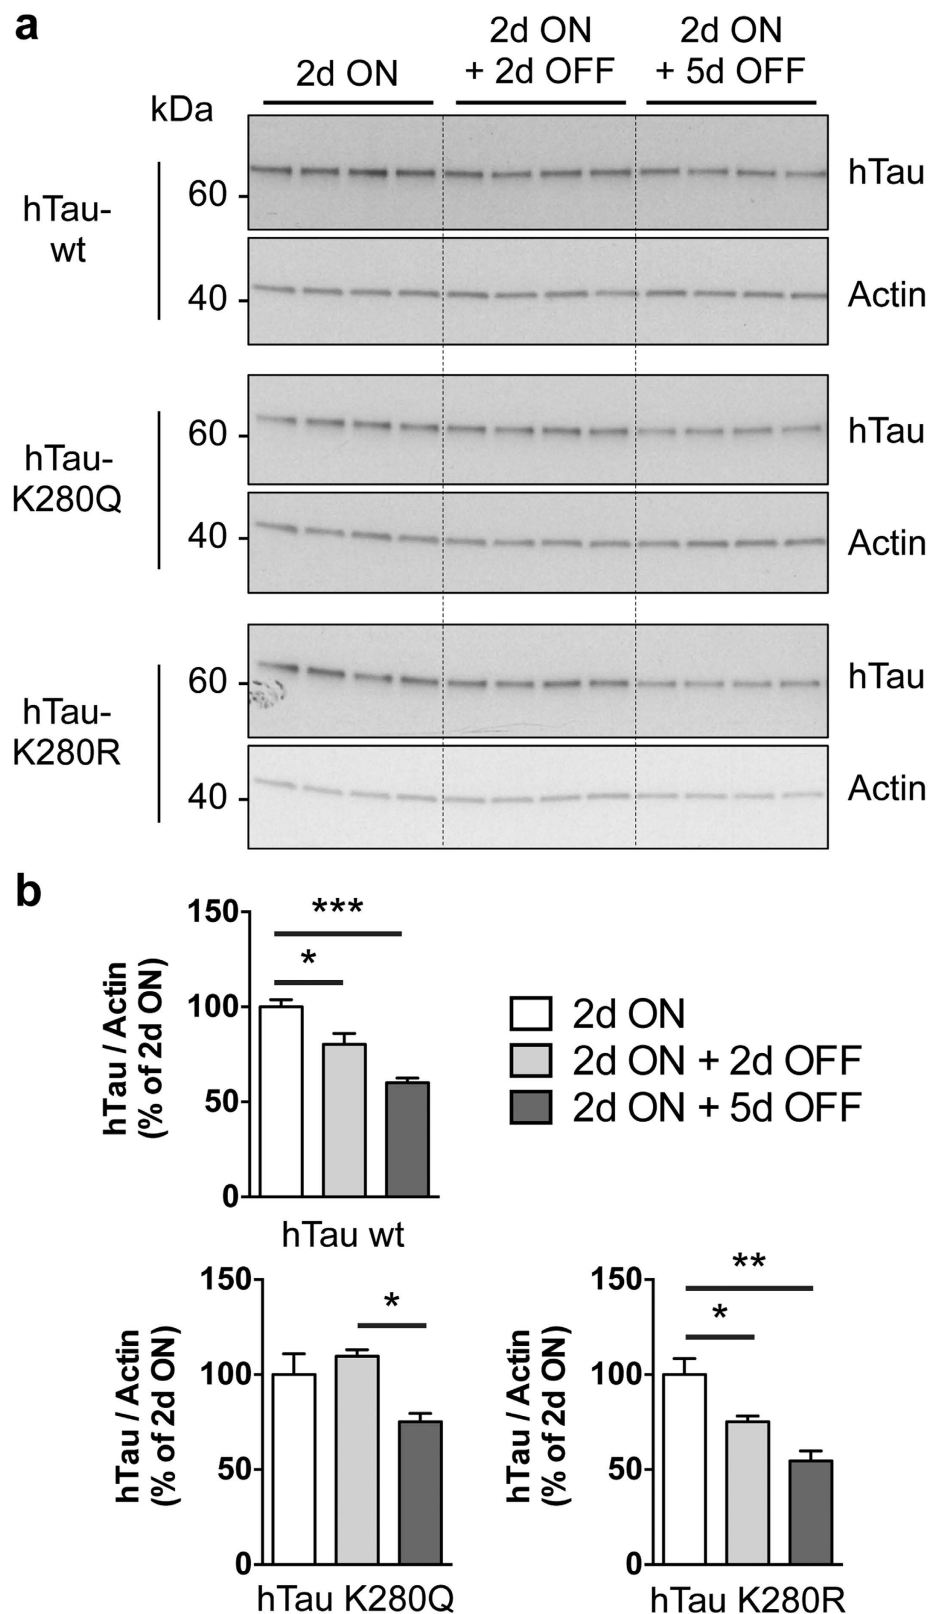 a
2d ON
2d ON
+ 2d OFF
2d ON
+ 5d OFF
kDa
hTau-
wt
60
hTau
40
Actin
hTau-
K280Q
60
hTau
40
Actin
hTau-
K280R
60
hTau
40
Actin
b
hTau / Actin
(% of 2d ON)
150
100
50
0
***
*
hTau wt
2d ON
2d ON + 2d OFF
2d ON + 5d OFF
hTau / Actin
(% of 2d ON)
150
100
50
0
*
hTau K280Q
hTau / Actin
(% of 2d ON)
150
100
50
0
**
*
hTau K280R